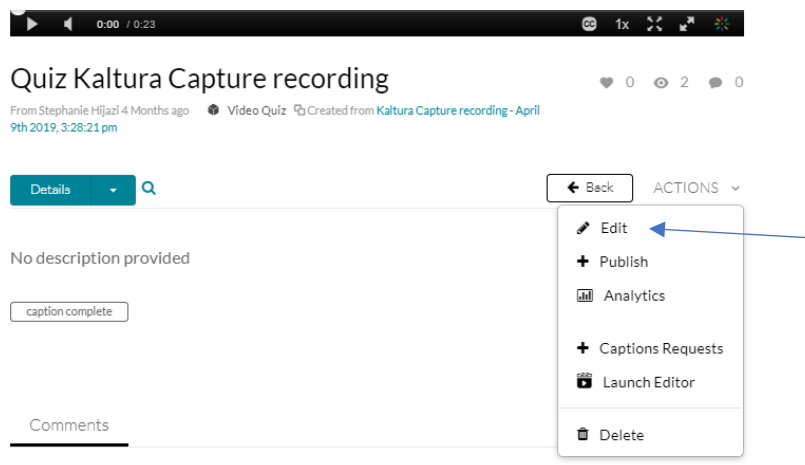 0:00 / 0:23
CC
1x
Quiz Kaltura Capture recording
0
2
0
From Stephanie Hijazi 4 Months ago Video Quiz Created from Kaltura Capture recording - April
9th 2019, 3:28:21 pm
Details
Back
ACTIONS
Edit
No description provided
Publish
Analytics
caption complete
Captions Requests
Launch Editor
Comments
Delete